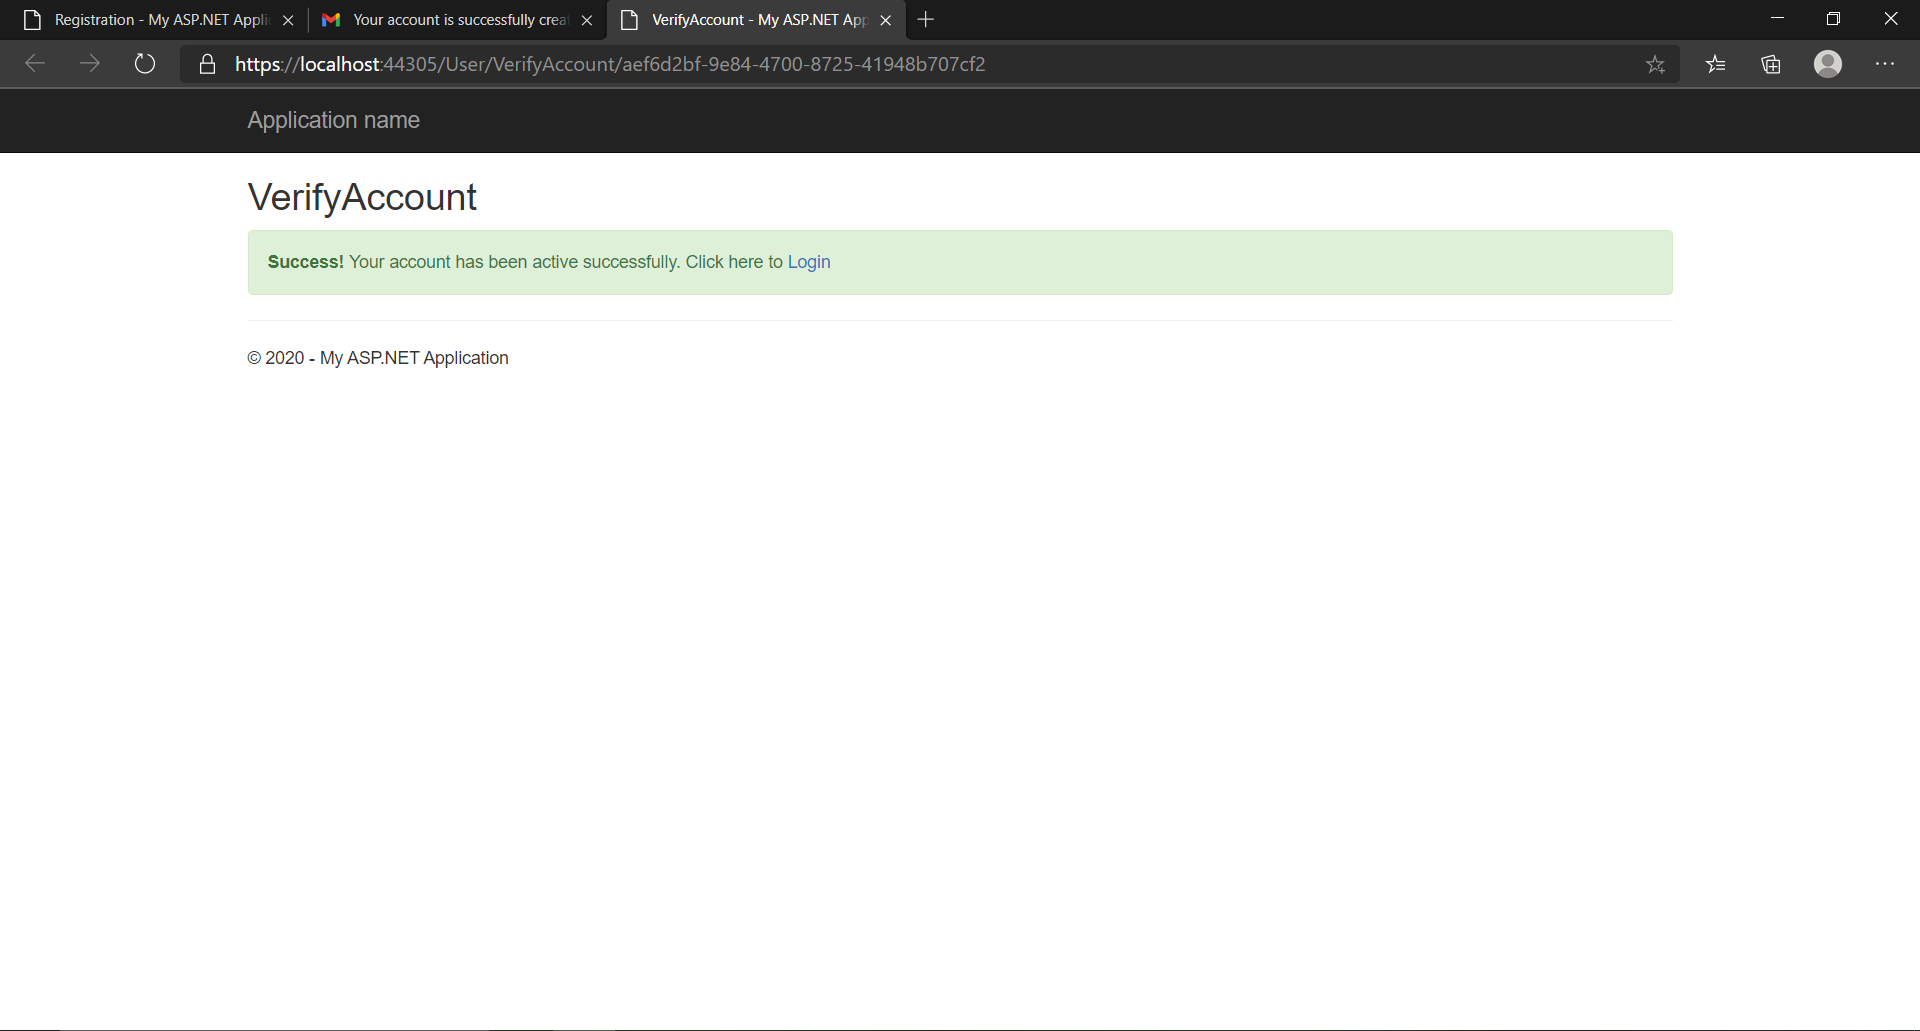 Registration - My ASP.NET Appli
Your account is successfully crea
VerifyAccount - My ASP.NET App
https://localhost:44305/User/VerifyAccount/aef6d2bf-9e84-4700-8725-41948b707cf2
Application name
VerifyAccount
Success! Your account has been active successfully. Click here to Login
© 2020 - My ASP.NET Application